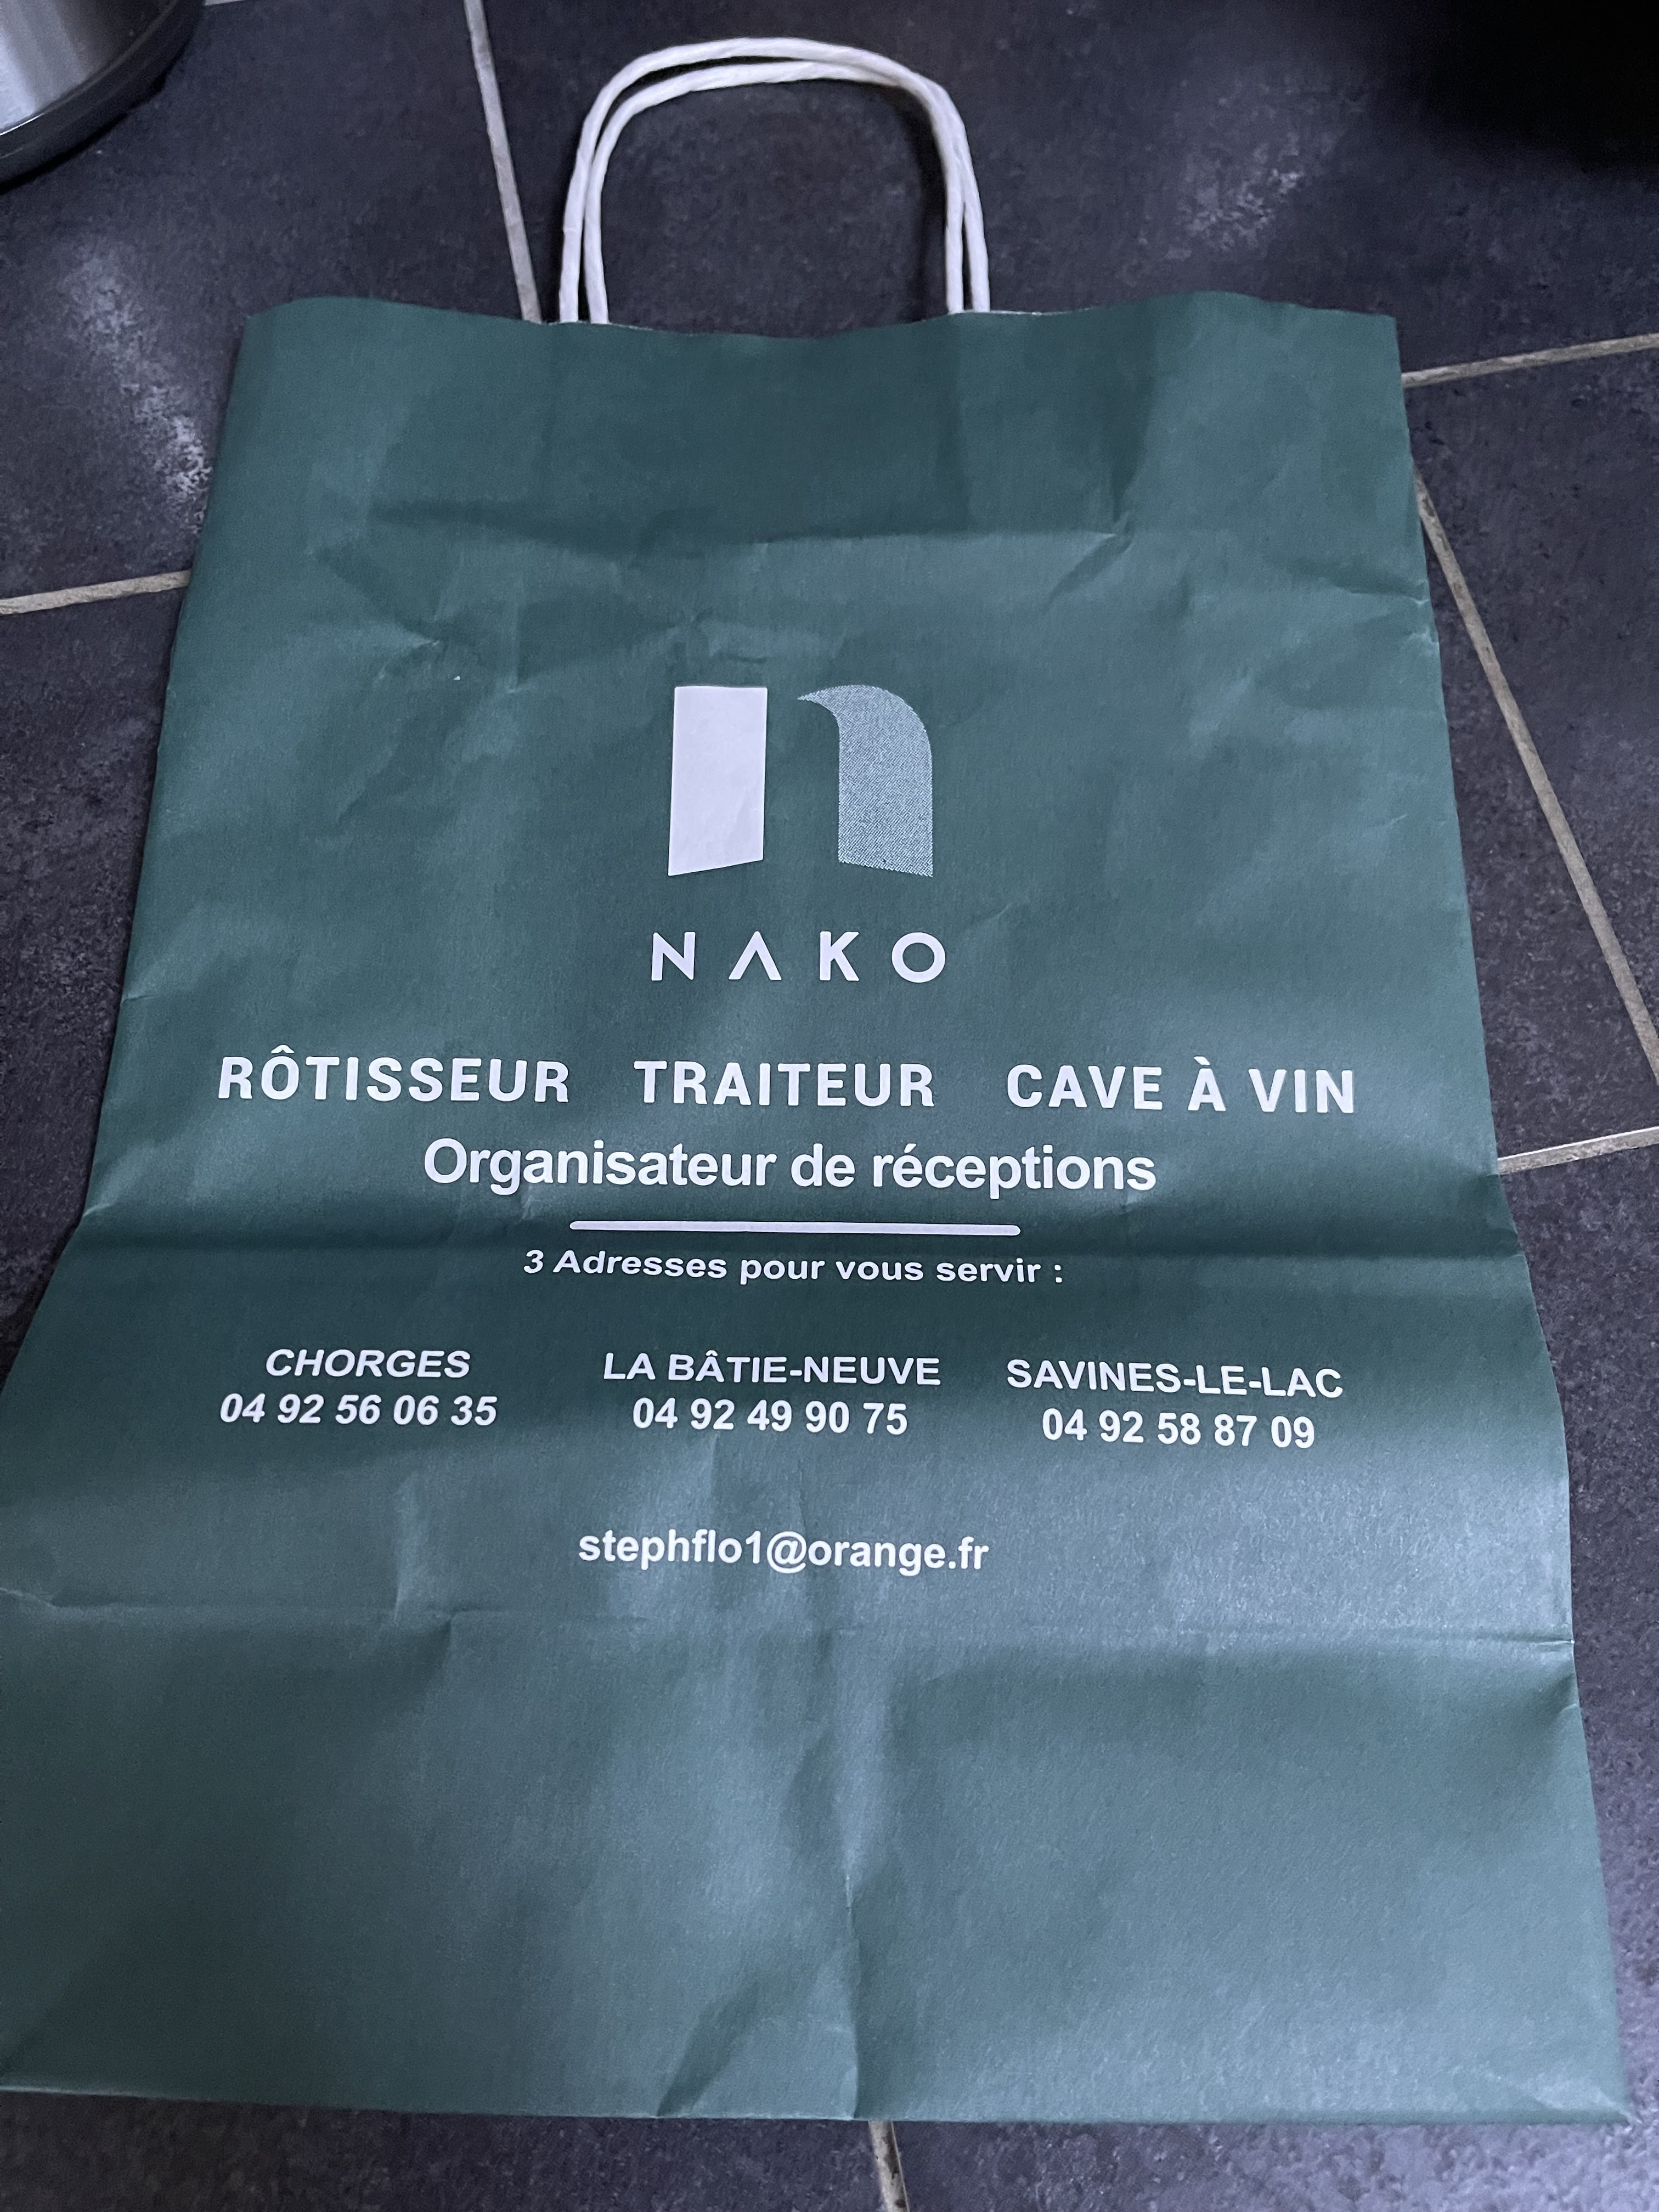 n
NAKO
RÔTISSEUR TRAITEUR CAVE À VIN
Organisateur de réceptions
3 Adresses pour vous servir :
CHORGES LA BÂTIE-NEUVE SAVINES-LE-LAC
04 92 56 06 35 04 92 49 90 75 04 92 58 87 09
stephflo1@orange.fr